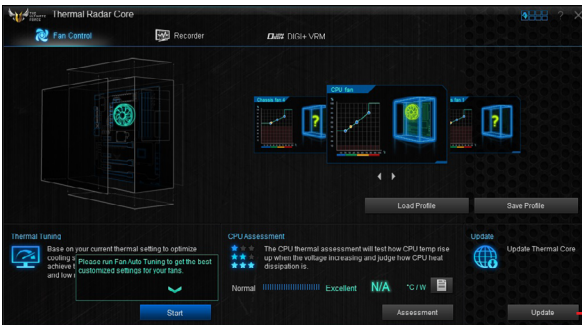 THE ULTIMATE FORCE
Thermal Radar Core
?
Fan Control
Recorder
DIGI+ VRM
Chassis fan 4
CPU fan
?
?
Load Profile
Save Profile
Thermal Tuning
Base on your current thermal setting to optimize
cooling s
achieve t
and low n
Please run Fan Auto Tuning to get the best
customized settings for your fans.
Start
CPU Assessment
The CPU thermal assessment will test how CPU temp rise
up when the voltage increasing and judge how CPU heat
dissipation is.
Normal
Excellent
N/A
°C / W
Assessment
Update
Update Thermal Core
Update